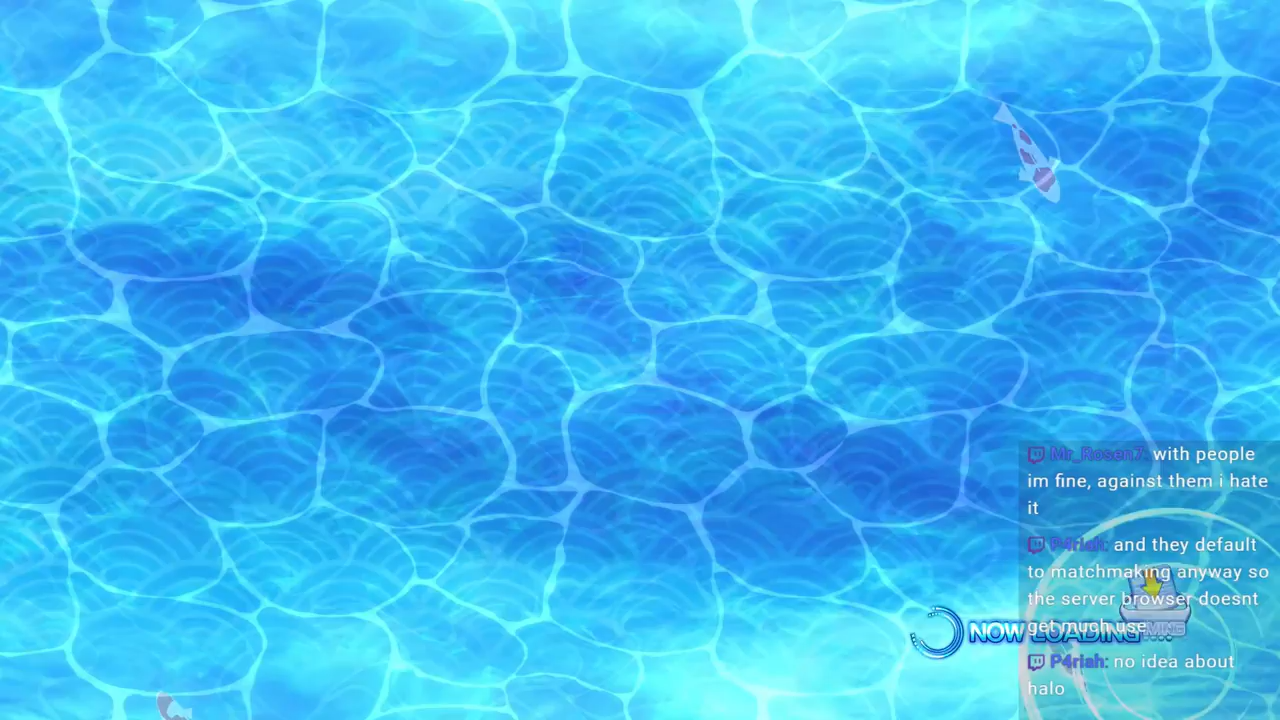 Mr_Rosen7: with people
im fine, against them i hate
it
P4riah: and they default
to matchmaking anyway so
the server browser doesnt
get much use
NOW LOADING
P4riah: no idea about
halo